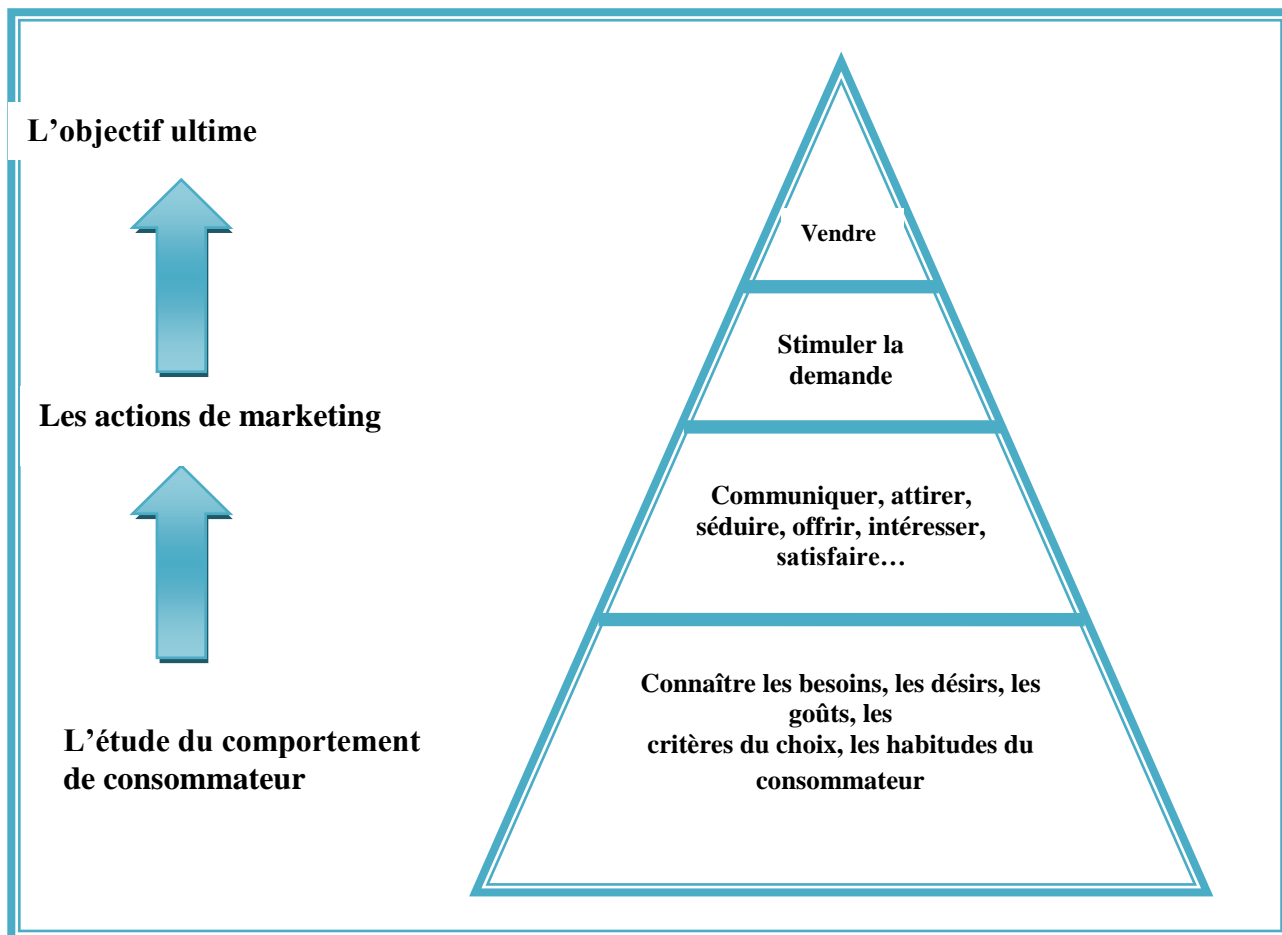 L’objectif ultime
Vendre
Stimuler la
demande
Les actions de marketing
Communiquer, attirer,
séduire, offrir, intéresser,
satisfaire…
Connaître les besoins, les désirs, les
goûts, les
critères du choix, les habitudes du
consommateur
L’étude du comportement
de consommateur